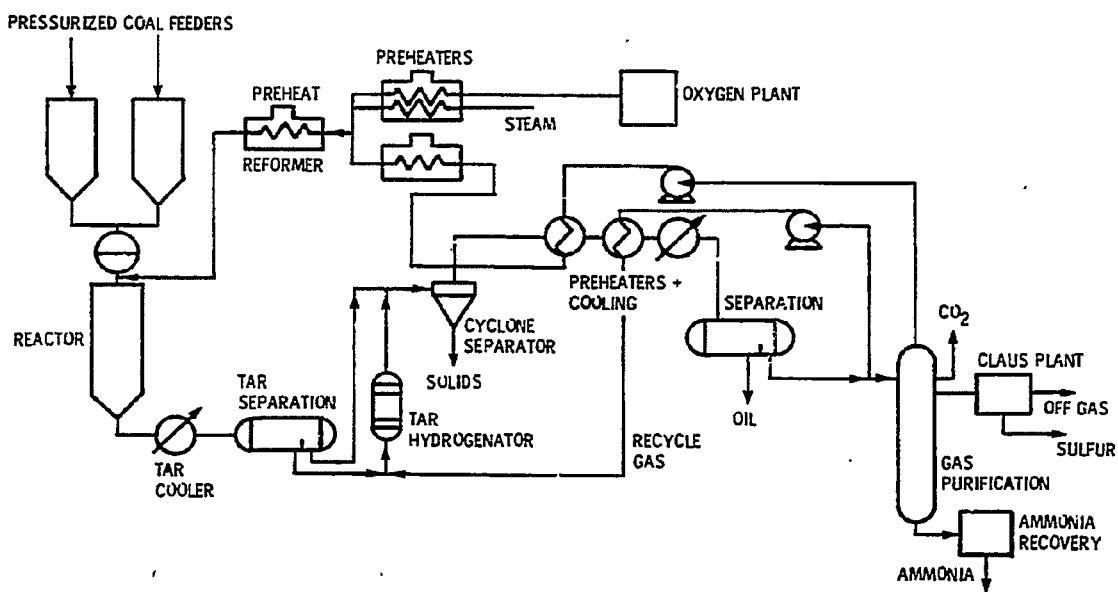 PRESSURIZED COAL FEEDERS
PREHEATERS
PREHEAT
OXYGEN PLANT
STEAM
REFORMER
PREHEATERS +
COOLING
SEPARATION
REACTOR
CYCLONE
SEPARATOR
CO2
CLAUS PLANT
SOLIDS
TAR
SEPARATION
OFF GAS
OIL
TAR
HYDROGENATOR
RECYCLE
GAS
SULFUR
TAR
COOLER
GAS
PURIFICATION
AMMONIA
RECOVERY
AMMONIA